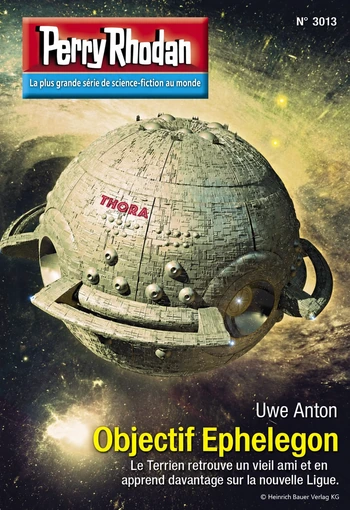 N° 3013
Perry Rhodan
La plus grande série de science-fiction au monde
THORA
Uwe Anton
Objectif Ephelegon
Le Terrien retrouve un vieil ami et en
apprend davantage sur la nouvelle Ligue.
© Heinrich Bauer Verlag KG